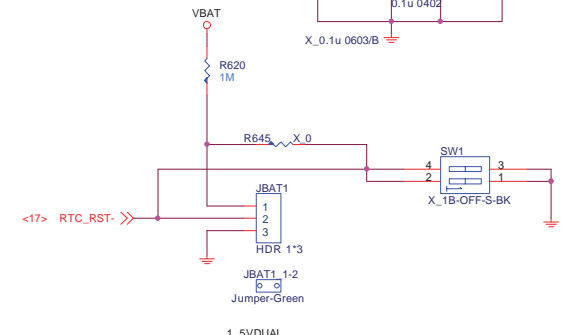 VBAT
0.1u 0402
X_0.1u 0603/B
R620
1M
R645 X_0
SW1
4 3
2 1
X_1B-OFF-S-BK
JBAT1
1
<17> RTC_RST- 2
3
HDR 1*3
JBAT1_1-2
Jumper-Green
1_5VDUAL